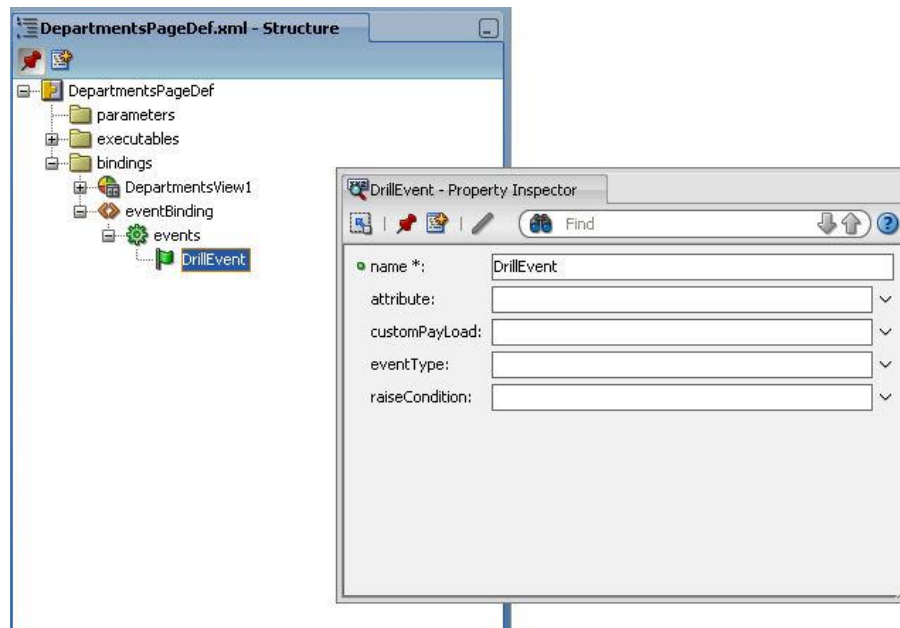 DepartmentsPageDef.xml - Structure
DepartmentsPageDef
parameters
executables
bindings
DepartmentsView1
eventBinding
events
DrillEvent
DrillEvent - Property Inspector
Find
name *: DrillEvent
attribute:
customPayLoad:
eventType:
raiseCondition: